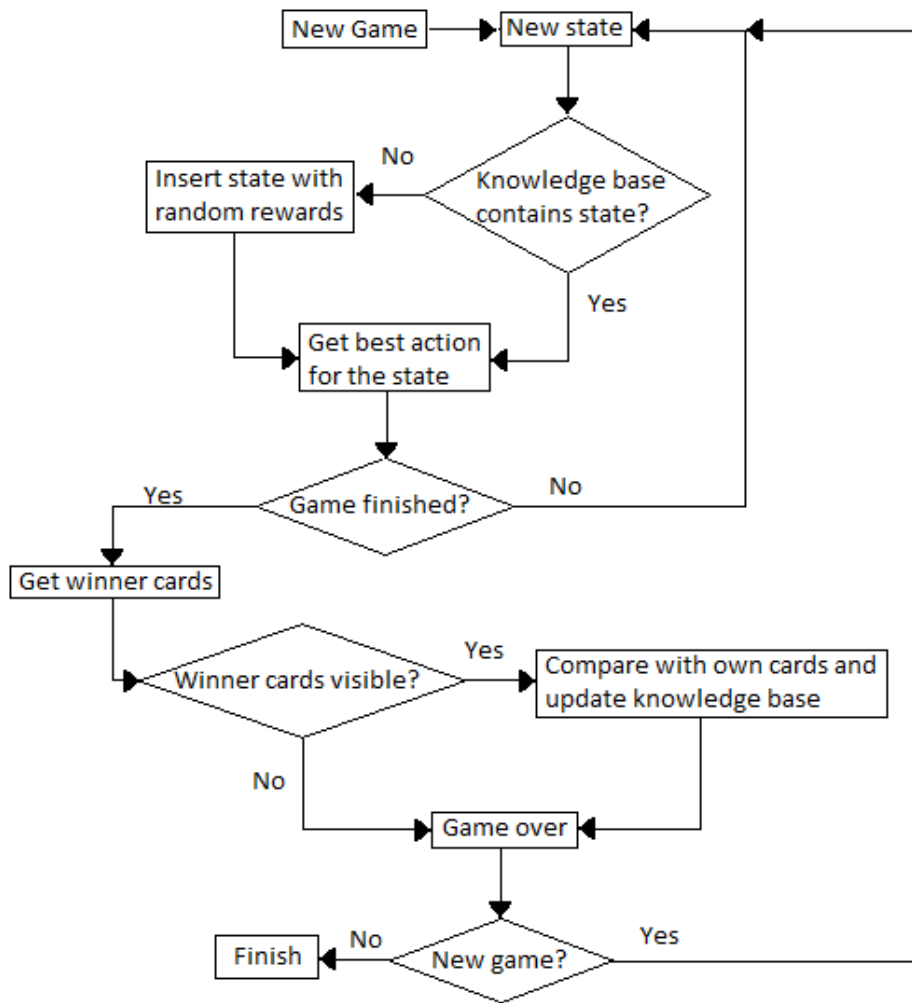 New Game
New state
No
Insert state with
random rewards
Knowledge base
contains state?
Yes
Get best action
for the state
Yes
Game finished?
No
Get winner cards
Winner cards visible?
Yes
Compare with own cards and
update knowledge base
No
Game over
Finish
No
New game?
Yes